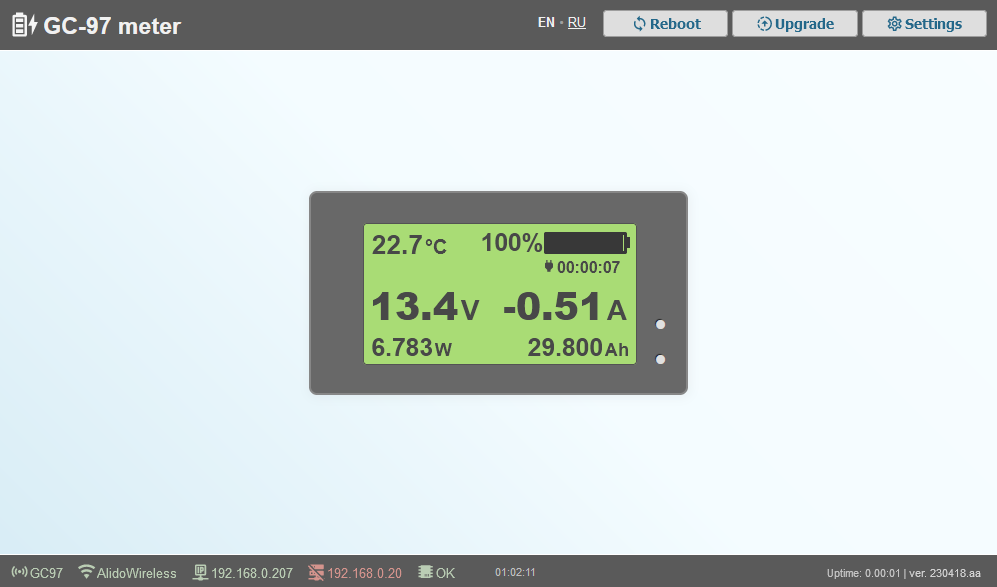 GC-97 meter EN • RU Reboot Upgrade Settings
22.7°C 100%
00:00:07
13.4V -0.51A
6.783W 29.800Ah
GC97 AlidoWireless IP 192.168.0.207 192.168.0.20 OK 01:02:11 Uptime: 0.00:01 | ver. 230418.aa